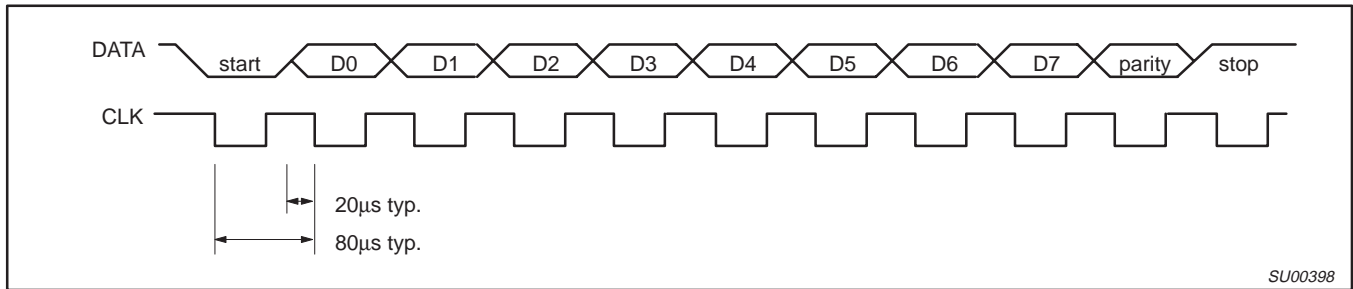 DATA start D0 D1 D2 D3 D4 D5 D6 D7 parity stop
CLK
20µs typ.
80µs typ.
SU00398